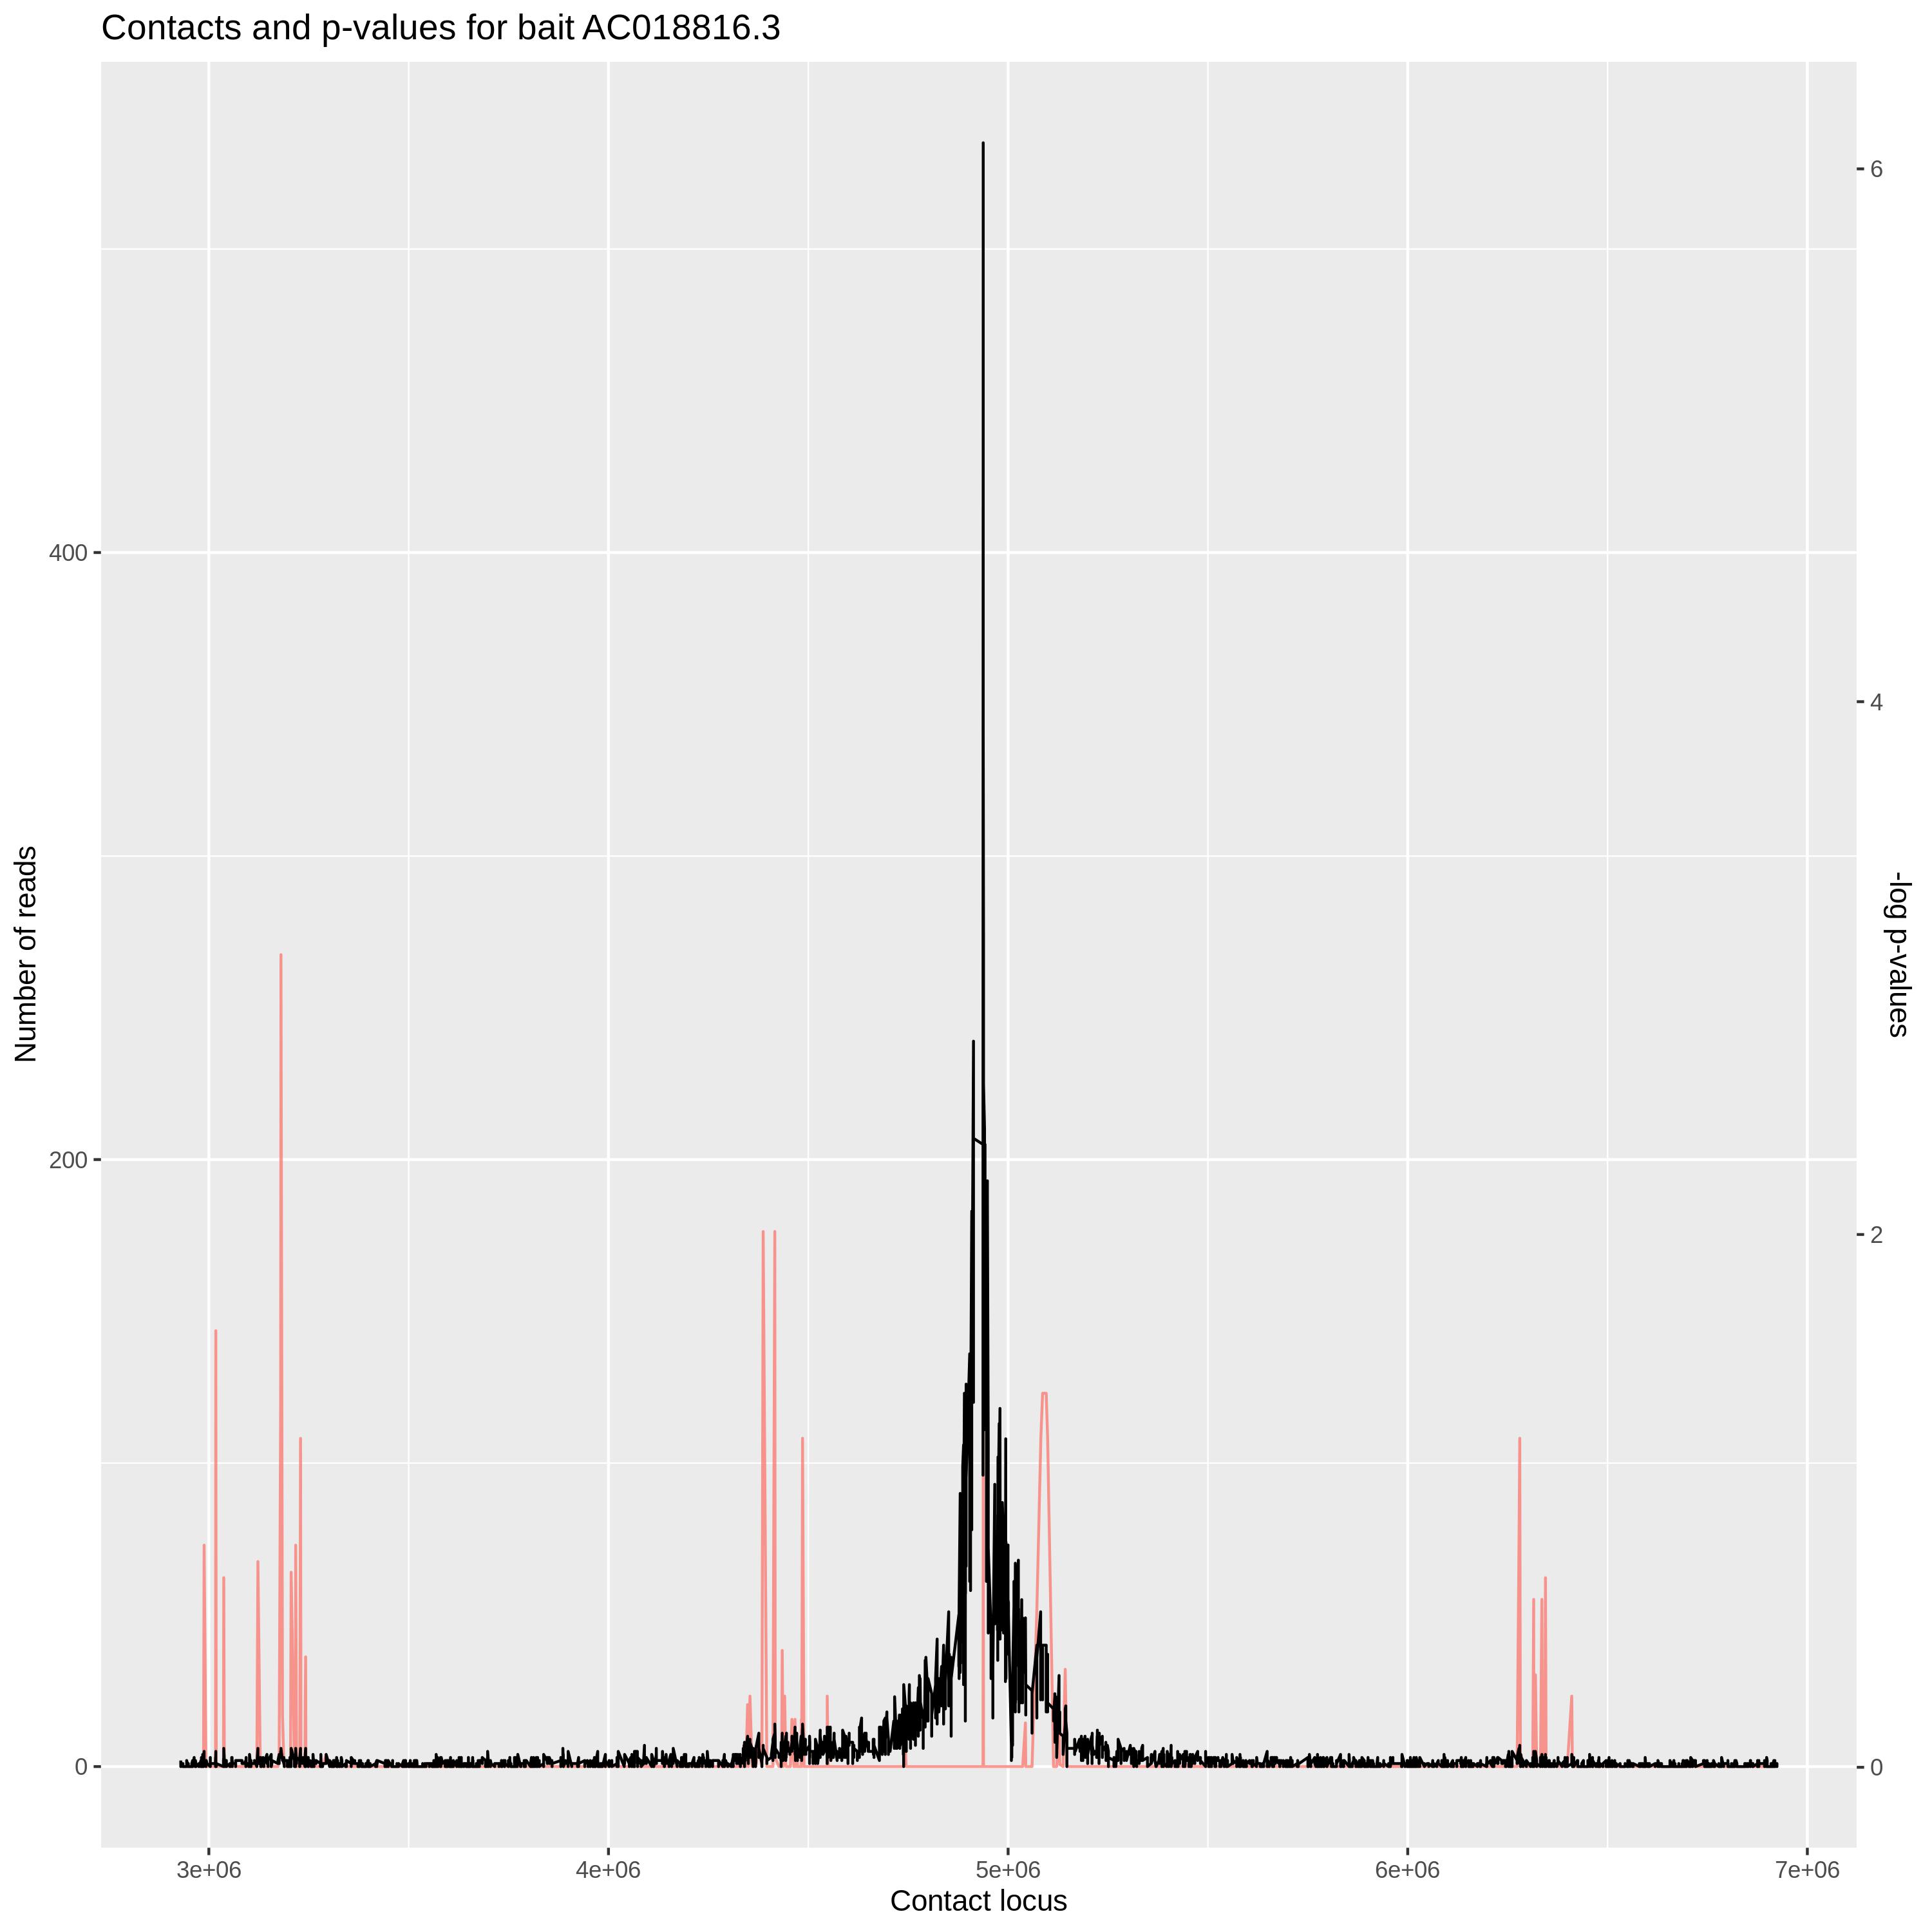 Contacts and p-values for bait AC018816.3
6
400
4
Number of reads
-log p-values
200
2
0
0
3e+06
4e+06
5e+06
6e+06
7e+06
Contact locus